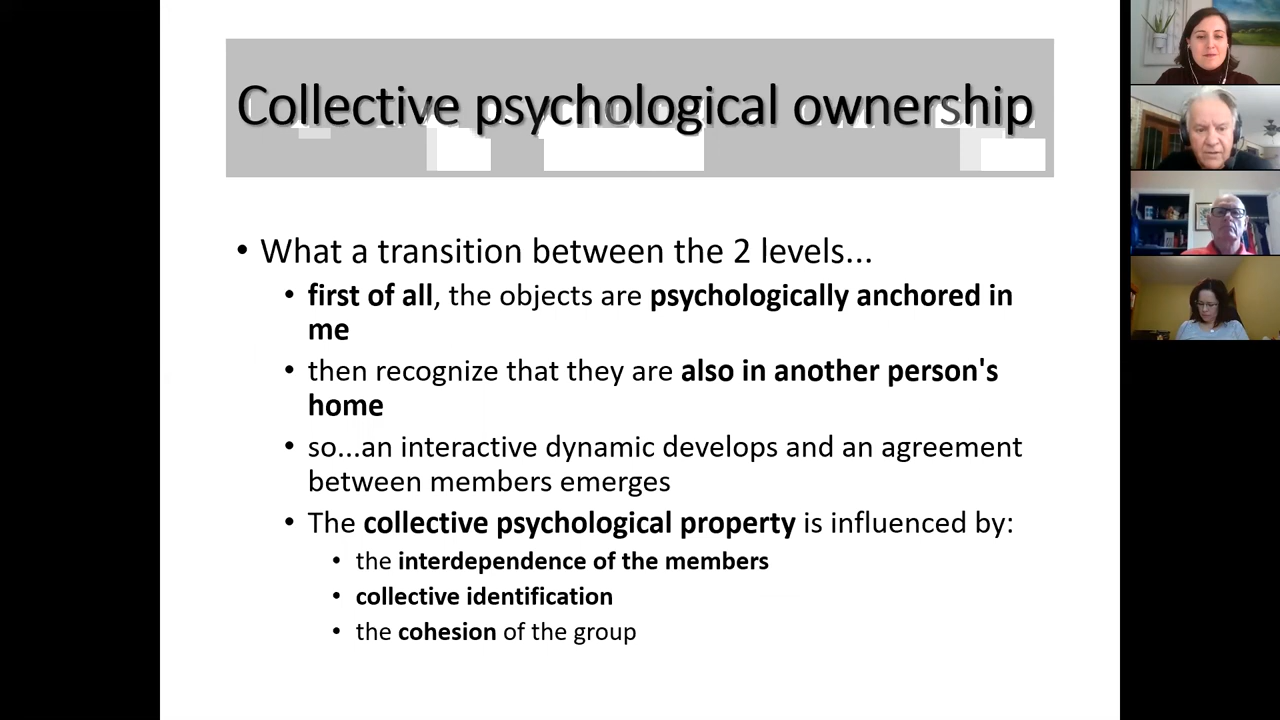 Collective psychological ownership
• What a transition between the 2 levels...
• first of all, the objects are psychologically anchored in
me
• then recognize that they are also in another person's
home
• so...an interactive dynamic develops and an agreement
between members emerges
• The collective psychological property is influenced by:
• the interdependence of the members
• collective identification
• the cohesion of the group